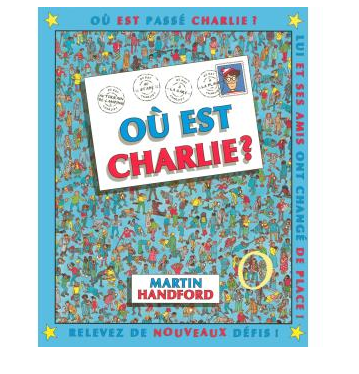 OÙ EST PASSÉ CHARLIE ?
LUI ET SES AMIS ONT CHANGÉ DE PLACE !
OÙ EST
CHARLIE?
MARTIN
HANDFORD
RELEVEZ DE NOUVEAUX DÉFIS !